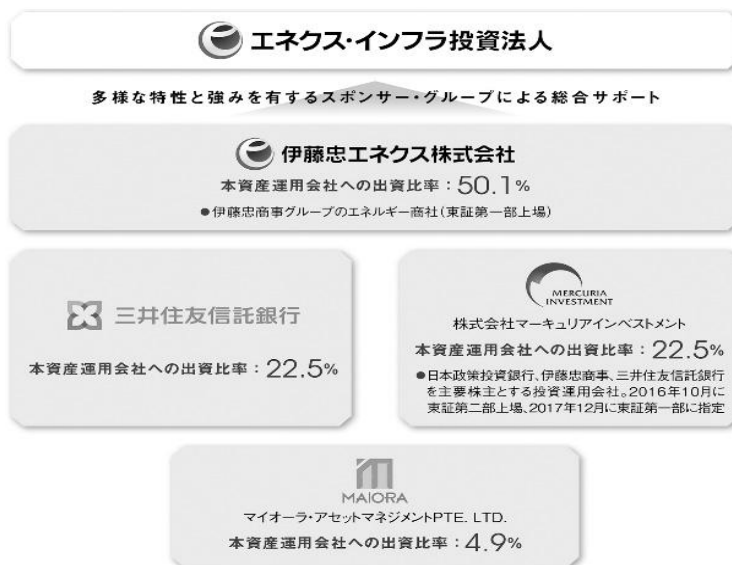 エネクス・インフラ投資法人
多様な特性と強みを有するスポンサー・グループによる総合サポート
伊藤忠エネクス株式会社
本資産運用会社への出資比率：50.1%
●伊藤忠商事グループのエネルギー商社（東証第一部上場）
三井住友信託銀行
本資産運用会社への出資比率：22.5%
MERCURIA
INVESTMENT
株式会社マーキュリアインベストメント
本資産運用会社への出資比率：22.5%
●日本政策投資銀行、伊藤忠商事、三井住友信託銀行
を主要株主とする投資運用会社。2016年10月に
東証第二部上場、2017年12月に東証第一部に指定
MAIORA
マイオーラ・アセットマネジメントPTE. LTD.
本資産運用会社への出資比率：4.9%